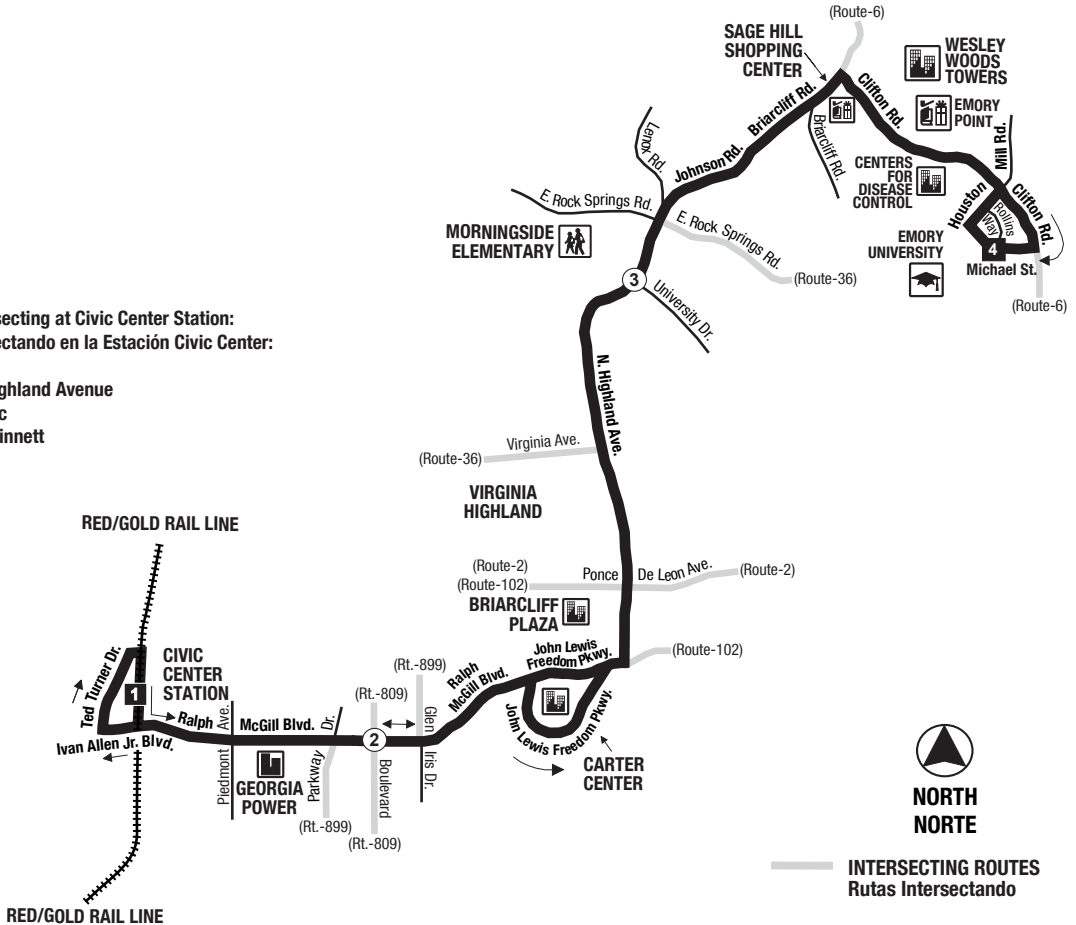 (Route-6)
SAGE HILL
SHOPPING
CENTER
WESLEY
WOODS
TOWERS
Clifton Rd.
EMORY
POINT
Briarcliff Rd.
Briarcliff Rd.
Mill Rd.
Lenox Rd.
Johnson Rd.
CENTERS
FOR
DISEASE
CONTROL
Houston
Clifton Rd.
Rollins
Way
E. Rock Springs Rd.
E. Rock Springs Rd.
MORNINGSIDE
ELEMENTARY
EMORY
UNIVERSITY
4
Michael St.
(Route-36)
(Route-6)
3
University Dr.
secting at Civic Center Station:
ectando en la Estación Civic Center:
ghland Avenue
c
innett
N. Highland Ave.
Virginia Ave.
(Route-36)
VIRGINIA
HIGHLAND
RED/GOLD RAIL LINE
(Route-2)
Ponce De Leon Ave.
(Route-2)
(Route-102)
BRIARCLIFF
PLAZA
John Lewis
Freedom Pkwy.
(Route-102)
CIVIC
CENTER
STATION
Ted Turner Dr.
1
(Rt.-899)
Ralph
McGill Blvd.
(Rt.-809)
Ralph
McGill Blvd.
Piedmont Ave.
Parkway Dr.
Glen Iris Dr.
2
Boulevard
Ivan Allen Jr. Blvd.
John Lewis Freedom Pkwy.
CARTER
CENTER
GEORGIA
POWER
(Rt.-899)
(Rt.-809)
NORTH
NORTE
INTERSECTING ROUTES
Rutas Intersectando
RED/GOLD RAIL LINE